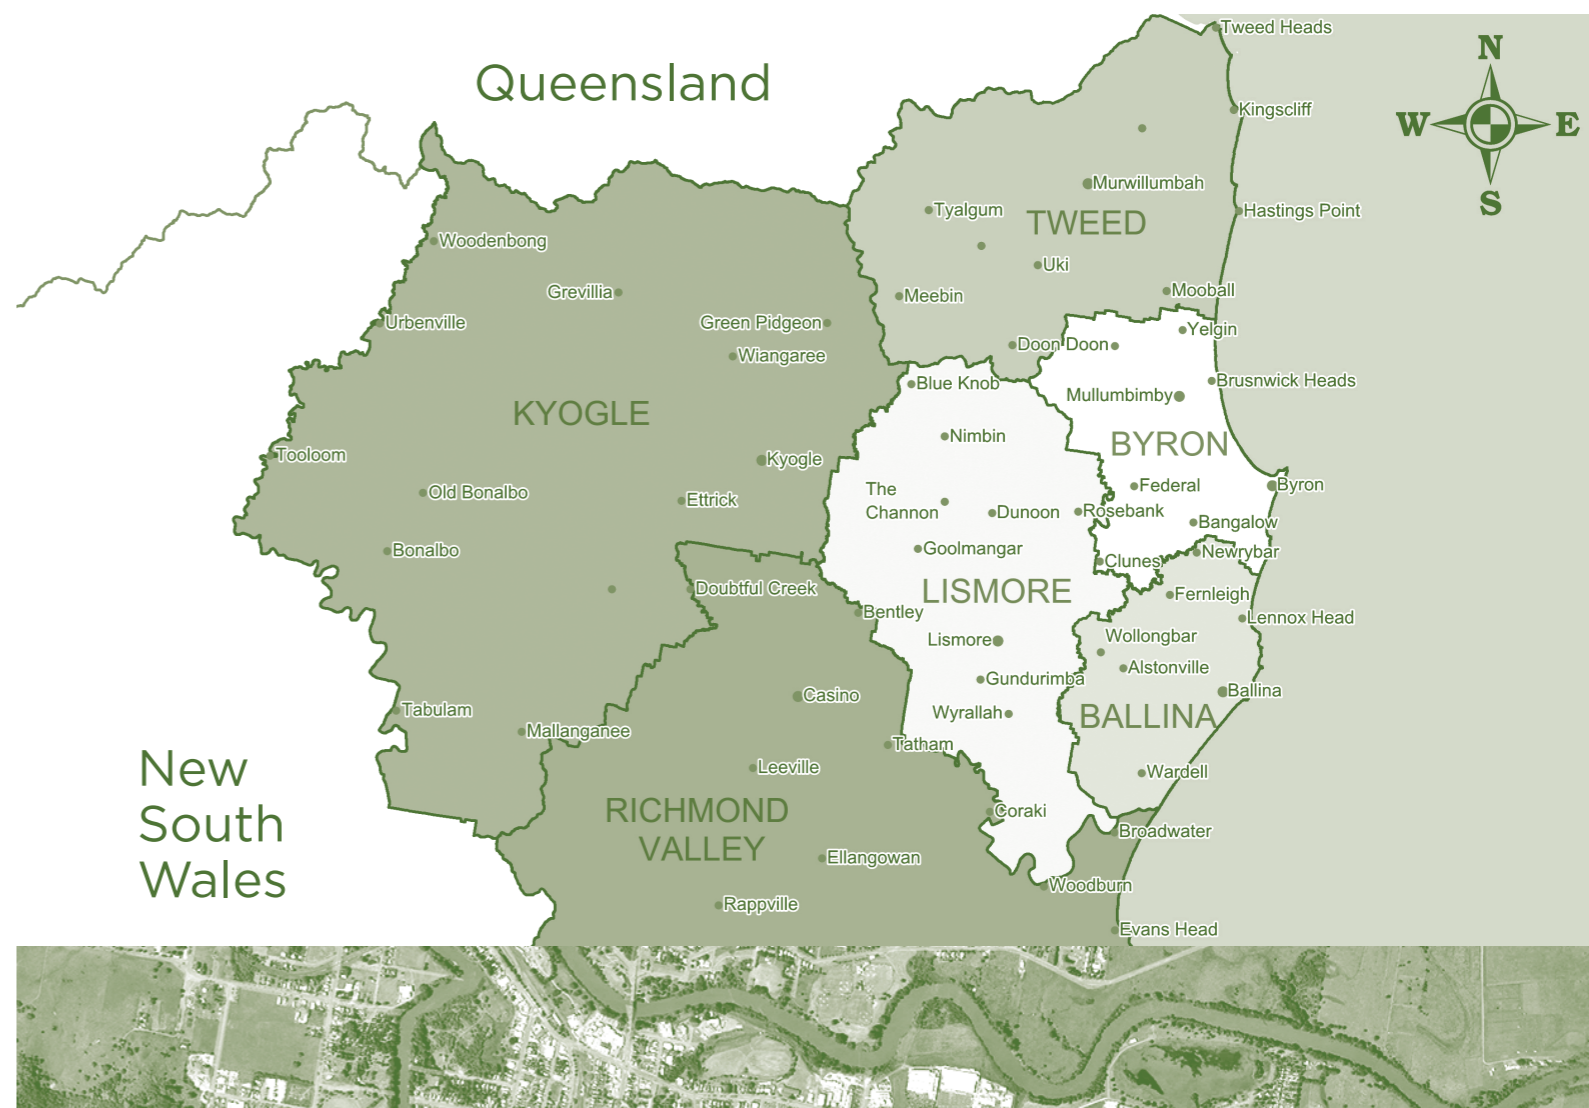 Tweed Heads
Queensland
N
W
E
S
Kingscliff
Murwillumbah
Tyalgum
TWEED
Hastings Point
Woodenbong
Uki
Grevillia
Meebin
Mooball
Urbenville
Green Pidgeon
Yelgin
Wiangaree
Doon Doon
Blue Knob
Brusnwick Heads
Mullumbimby
KYOGLE
Nimbin
BYRON
Tooloom
Kyogle
Old Bonalbo
Ettrick
The
Channon
Dunoon
Rosebank
Federal
Byron
Bangalow
Bonalbo
Goolmangar
Clunes
Newrybar
Doubtful Creek
LISMORE
Fernleigh
Bentley
Lennox Head
Lismore
Wollongbar
Alstonville
Gundurimba
Casino
Ballina
Tabulam
Wyrallah
BALLINA
Mallanganee
Tatham
New
South
Wales
Leeville
Wardell
RICHMOND
VALLEY
Coraki
Broadwater
Ellangowan
Woodburn
Rappville
Evans Head